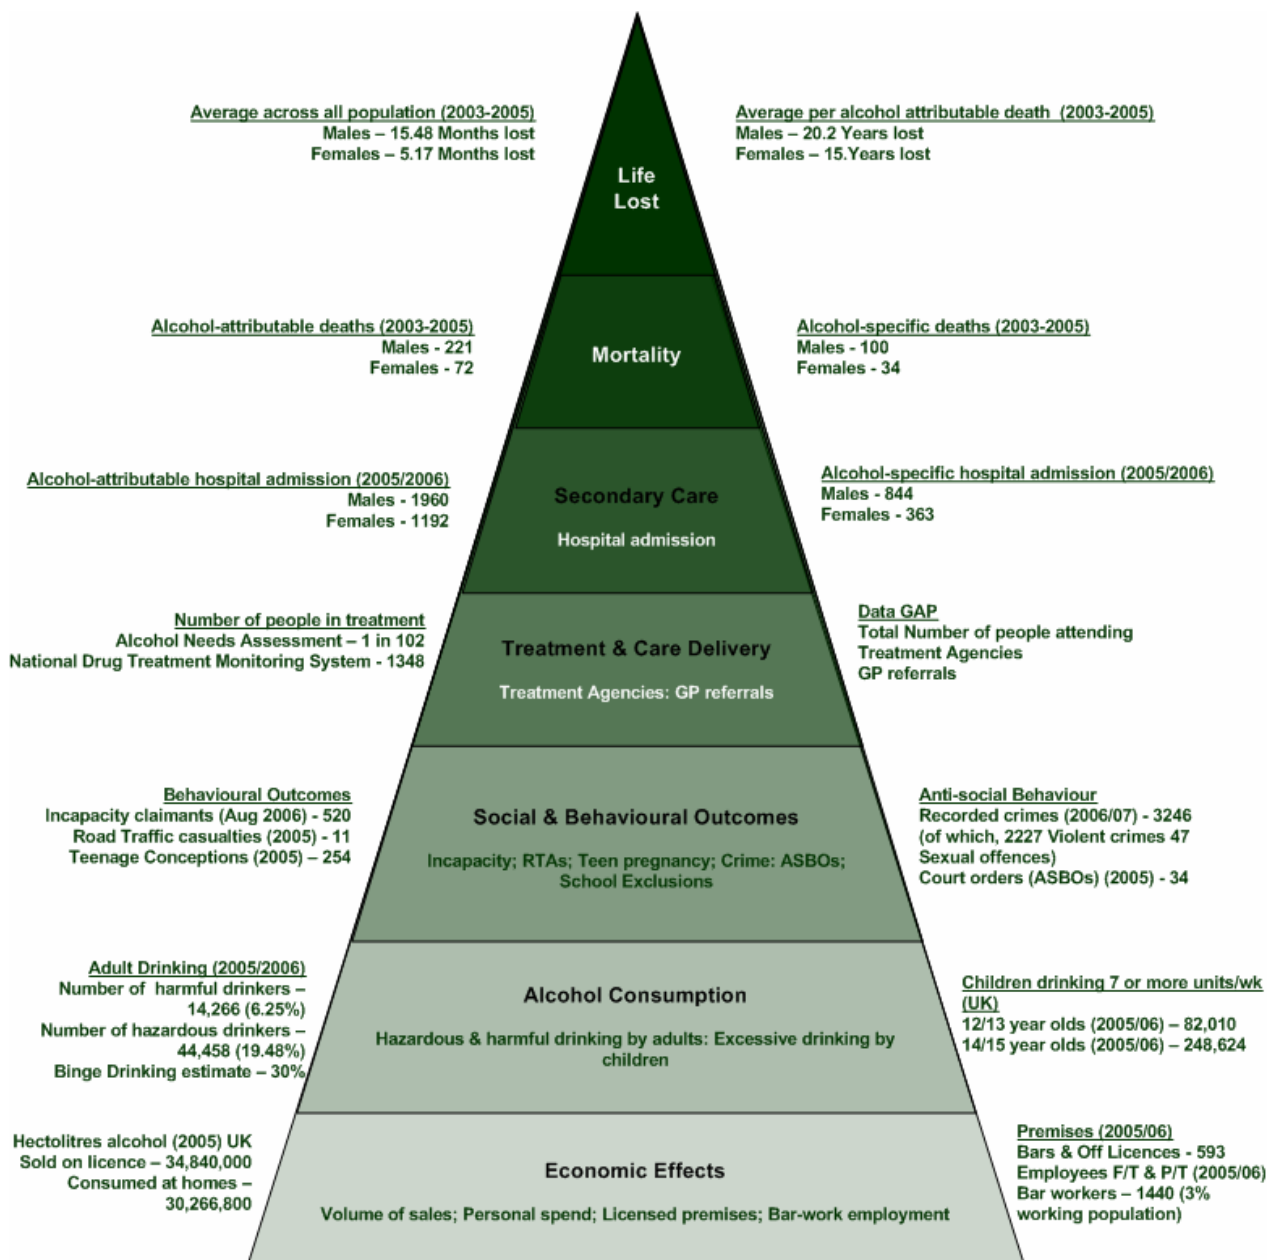 Average across all population (2003-2005)
Males – 15.48 Months lost
Females – 5.17 Months lost
Average per alcohol attributable death (2003-2005)
Males – 20.2 Years lost
Females – 15.Years lost
Life
Lost
Alcohol-attributable deaths (2003-2005)
Males - 221
Females - 72
Mortality
Alcohol-specific deaths (2003-2005)
Males - 100
Females - 34
Alcohol-attributable hospital admission (2005/2006)
Males - 1960
Females - 1192
Secondary Care
Hospital admission
Alcohol-specific hospital admission (2005/2006)
Males - 844
Females - 363
Number of people in treatment
Alcohol Needs Assessment – 1 in 102
National Drug Treatment Monitoring System - 1348
Treatment & Care Delivery
Treatment Agencies: GP referrals
Data GAP
Total Number of people attending
Treatment Agencies
GP referrals
Behavioural Outcomes
Incapacity claimants (Aug 2006) - 520
Road Traffic casualties (2005) - 11
Teenage Conceptions (2005) – 254
Social & Behavioural Outcomes
Incapacity; RTAs; Teen pregnancy; Crime: ASBOs;
School Exclusions
Anti-social Behaviour
Recorded crimes (2006/07) - 3246
(of which, 2227 Violent crimes 47
Sexual offences)
Court orders (ASBOs) (2005) - 34
Adult Drinking (2005/2006)
Number of harmful drinkers –
14,266 (6.25%)
Number of hazardous drinkers –
44,458 (19.48%)
Binge Drinking estimate – 30%
Alcohol Consumption
Hazardous & harmful drinking by adults: Excessive drinking by
children
Children drinking 7 or more units/wk
(UK)
12/13 year olds (2005/06) – 82,010
14/15 year olds (2005/06) – 248,624
Hectolitres alcohol (2005) UK
Sold on licence – 34,840,000
Consumed at homes –
30,266,800
Economic Effects
Volume of sales; Personal spend; Licensed premises; Bar-work employment
Premises (2005/06)
Bars & Off Licences - 593
Employees F/T & P/T (2005/06)
Bar workers – 1440 (3%
working population)